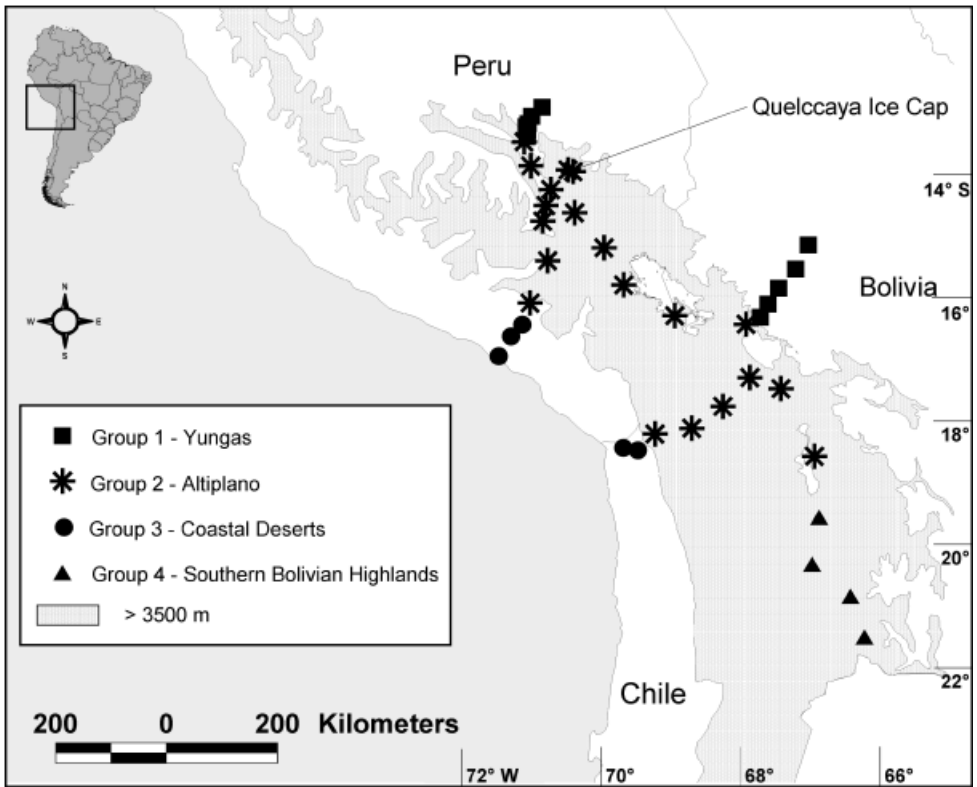 Peru
Quelccaya Ice Cap
14° S
Bolivia
16°
N
W E
S
18°
Group 1 - Yungas
Group 2 - Altiplano
Group 3 - Coastal Deserts
Group 4 - Southern Bolivian Highlands
> 3500 m
20°
22°
Chile
200 0 200 Kilometers
72° W 70° 68° 66°